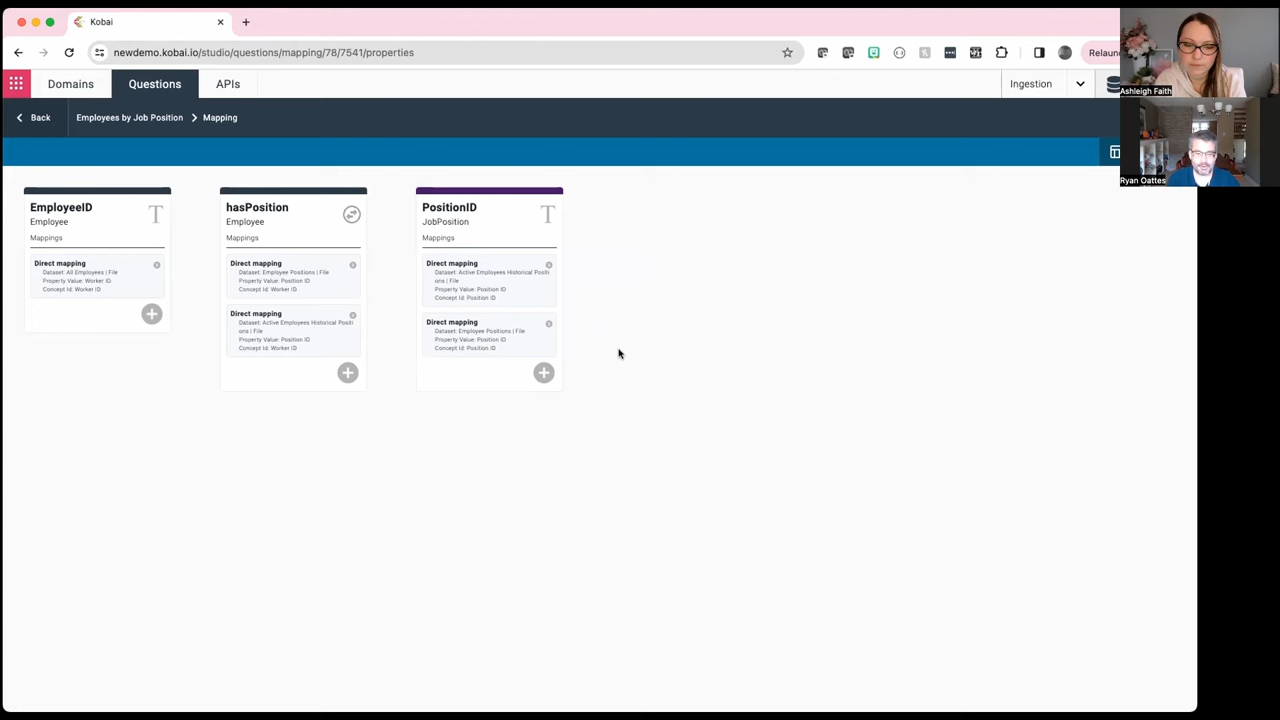 Kobai
newdemo.kobai.io/studio/questions/mapping/78/7541/properties
Relaun
Domains
Questions
APIs
Ingestion
Back
Employees by Job Position
Mapping
Ashleigh Faith
Ryan Oattes
EmployeeID
T
Employee
Mappings
Direct mapping
Dataset: All Employees | File
Property Value: Worker ID
Concept Id: Worker ID
hasPosition
Employee
Mappings
Direct mapping
Dataset: Employee Positions | File
Property Value: Position ID
Concept Id: Worker ID
Direct mapping
Dataset: Active Employees Historical Positi
ons | File
Property Value: Position ID
Concept Id: Worker ID
PositionID
T
JobPosition
Mappings
Direct mapping
Dataset: Active Employees Historical Positi
ons | File
Property Value: Position ID
Concept Id: Position ID
Direct mapping
Dataset: Employee Positions | File
Property Value: Position ID
Concept Id: Position ID